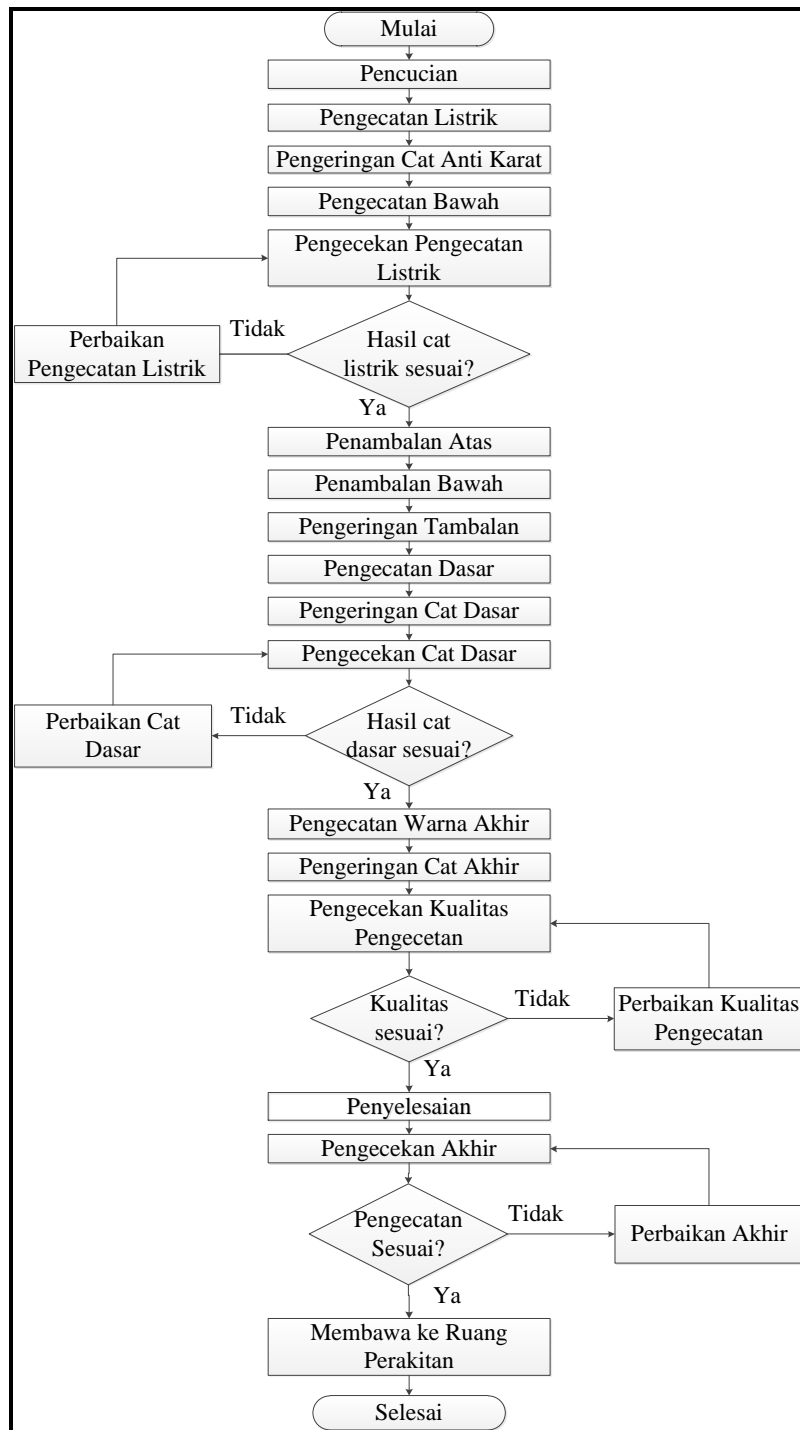 Mulai
Pencucian
Pengecatan Listrik
Pengeringan Cat Anti Karat
Pengecatan Bawah
Pengecekan Pengecatan
Listrik
Hasil cat
listrik sesuai?
Tidak
Perbaikan
Pengecatan Listrik
Ya
Penambalan Atas
Penambalan Bawah
Pengeringan Tambalan
Pengecatan Dasar
Pengeringan Cat Dasar
Pengecekan Cat Dasar
Hasil cat
dasar sesuai?
Tidak
Perbaikan Cat
Dasar
Ya
Pengecatan Warna Akhir
Pengeringan Cat Akhir
Pengecekan Kualitas
Pengecetan
Kualitas
sesuai?
Tidak
Perbaikan Kualitas
Pengecatan
Ya
Penyelesaian
Pengecekan Akhir
Pengecatan
Sesuai?
Tidak
Perbaikan Akhir
Ya
Membawa ke Ruang
Perakitan
Selesai